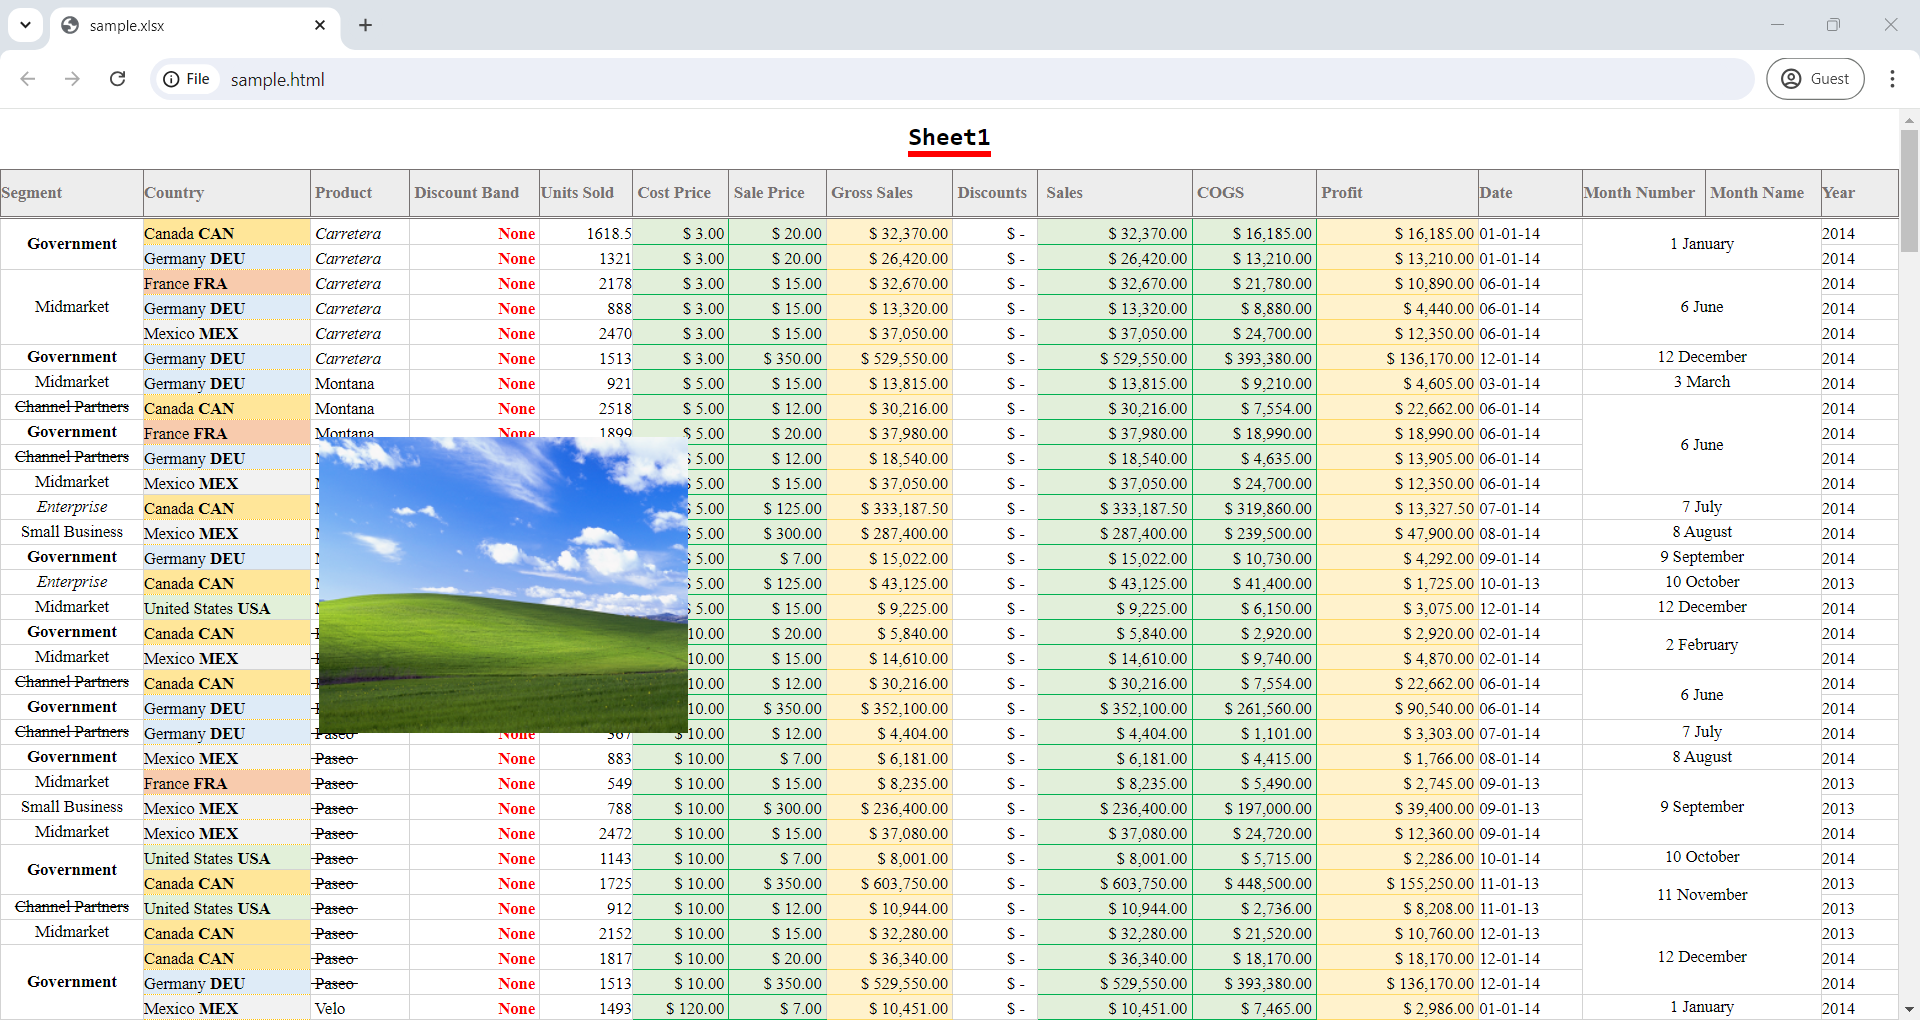 sample.xlsx
File sample.html Guest
Sheet1
Segment Country Product Discount Band Units Sold Cost Price Sale Price Gross Sales Discounts Sales COGS Profit Date Month Number Month Name Year
Government Canada CAN Carretera None 1618.5 $ 3.00 $ 20.00 $ 32,370.00 $ - $ 32,370.00 $ 16,185.00 $ 16,185.00 01-01-14 1 January 2014
Germany DEU Carretera None 1321 $ 3.00 $ 20.00 $ 26,420.00 $ - $ 26,420.00 $ 13,210.00 $ 13,210.00 01-01-14 2014
Midmarket France FRA Carretera None 2178 $ 3.00 $ 15.00 $ 32,670.00 $ - $ 32,670.00 $ 21,780.00 $ 10,890.00 06-01-14 6 June 2014
Germany DEU Carretera None 888 $ 3.00 $ 15.00 $ 13,320.00 $ - $ 13,320.00 $ 8,880.00 $ 4,440.00 06-01-14 2014
Mexico MEX Carretera None 2470 $ 3.00 $ 15.00 $ 37,050.00 $ - $ 37,050.00 $ 24,700.00 $ 12,350.00 06-01-14 2014
Government Germany DEU Carretera None 1513 $ 3.00 $ 350.00 $ 529,550.00 $ - $ 529,550.00 $ 393,380.00 $ 136,170.00 12-01-14 12 December 2014
Midmarket Germany DEU Montana None 921 $ 5.00 $ 15.00 $ 13,815.00 $ - $ 13,815.00 $ 9,210.00 $ 4,605.00 03-01-14 3 March 2014
Channel Partners Canada CAN Montana None 2518 $ 5.00 $ 12.00 $ 30,216.00 $ - $ 30,216.00 $ 7,554.00 $ 22,662.00 06-01-14 6 June 2014
Government France FRA Montana None 1899 $ 5.00 $ 20.00 $ 37,980.00 $ - $ 37,980.00 $ 18,990.00 $ 18,990.00 06-01-14 2014
Channel Partners Germany DEU 5.00 $ 12.00 $ 18,540.00 $ - $ 18,540.00 $ 4,635.00 $ 13,905.00 06-01-14 2014
Midmarket Mexico MEX 5.00 $ 15.00 $ 37,050.00 $ - $ 37,050.00 $ 24,700.00 $ 12,350.00 06-01-14 2014
Enterprise Canada CAN 5.00 $ 125.00 $ 333,187.50 $ - $ 333,187.50 $ 319,860.00 $ 13,327.50 07-01-14 7 July 2014
Small Business Mexico MEX 5.00 $ 300.00 $ 287,400.00 $ - $ 287,400.00 $ 239,500.00 $ 47,900.00 08-01-14 8 August 2014
Government Germany DEU 5.00 $ 7.00 $ 15,022.00 $ - $ 15,022.00 $ 10,730.00 $ 4,292.00 09-01-14 9 September 2014
Enterprise Canada CAN 5.00 $ 125.00 $ 43,125.00 $ - $ 43,125.00 $ 41,400.00 $ 1,725.00 10-01-13 10 October 2013
Midmarket United States USA 5.00 $ 15.00 $ 9,225.00 $ - $ 9,225.00 $ 6,150.00 $ 3,075.00 12-01-14 12 December 2014
Government Canada CAN 10.00 $ 20.00 $ 5,840.00 $ - $ 5,840.00 $ 2,920.00 $ 2,920.00 02-01-14 2 February 2014
Midmarket Mexico MEX 10.00 $ 15.00 $ 14,610.00 $ - $ 14,610.00 $ 9,740.00 $ 4,870.00 02-01-14 2014
Channel Partners Canada CAN 10.00 $ 12.00 $ 30,216.00 $ - $ 30,216.00 $ 7,554.00 $ 22,662.00 06-01-14 6 June 2014
Government Germany DEU 10.00 $ 350.00 $ 352,100.00 $ - $ 352,100.00 $ 261,560.00 $ 90,540.00 06-01-14 2014
Channel Partners Germany DEU Paseo None 367 $ 10.00 $ 12.00 $ 4,404.00 $ - $ 4,404.00 $ 1,101.00 $ 3,303.00 07-01-14 7 July 2014
Government Mexico MEX Paseo None 883 $ 10.00 $ 7.00 $ 6,181.00 $ - $ 6,181.00 $ 4,415.00 $ 1,766.00 08-01-14 8 August 2014
Midmarket France FRA Paseo None 549 $ 10.00 $ 15.00 $ 8,235.00 $ - $ 8,235.00 $ 5,490.00 $ 2,745.00 09-01-13 9 September 2013
Small Business Mexico MEX Paseo None 788 $ 10.00 $ 300.00 $ 236,400.00 $ - $ 236,400.00 $ 197,000.00 $ 39,400.00 09-01-13 2013
Midmarket Mexico MEX Paseo None 2472 $ 10.00 $ 15.00 $ 37,080.00 $ - $ 37,080.00 $ 24,720.00 $ 12,360.00 09-01-14 2014
Government United States USA Paseo None 1143 $ 10.00 $ 7.00 $ 8,001.00 $ - $ 8,001.00 $ 5,715.00 $ 2,286.00 10-01-14 10 October 2014
Canada CAN Paseo None 1725 $ 10.00 $ 350.00 $ 603,750.00 $ - $ 603,750.00 $ 448,500.00 $ 155,250.00 11-01-13 11 November 2013
Channel Partners United States USA Paseo None 912 $ 10.00 $ 12.00 $ 10,944.00 $ - $ 10,944.00 $ 2,736.00 $ 8,208.00 11-01-13 2013
Midmarket Canada CAN Paseo None 2152 $ 10.00 $ 15.00 $ 32,280.00 $ - $ 32,280.00 $ 21,520.00 $ 10,760.00 12-01-13 12 December 2013
Government Canada CAN Paseo None 1817 $ 10.00 $ 20.00 $ 36,340.00 $ - $ 36,340.00 $ 18,170.00 $ 18,170.00 12-01-14 2014
Germany DEU Paseo None 1513 $ 10.00 $ 350.00 $ 529,550.00 $ - $ 529,550.00 $ 393,380.00 $ 136,170.00 12-01-14 2014
Mexico MEX Velo None 1493 $ 120.00 $ 7.00 $ 10,451.00 $ - $ 10,451.00 $ 7,465.00 $ 2,986.00 01-01-14 1 January 2014